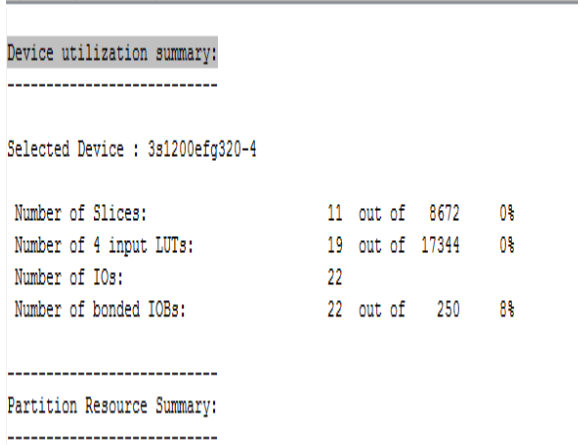 Device utilization summary:
---------------------------
Selected Device : 3s1200efg320-4
Number of Slices: 11 out of 8672 0%
Number of 4 input LUTs: 19 out of 17344 0%
Number of IOs: 22
Number of bonded IOBs: 22 out of 250 8%
---------------------------
Partition Resource Summary:
---------------------------